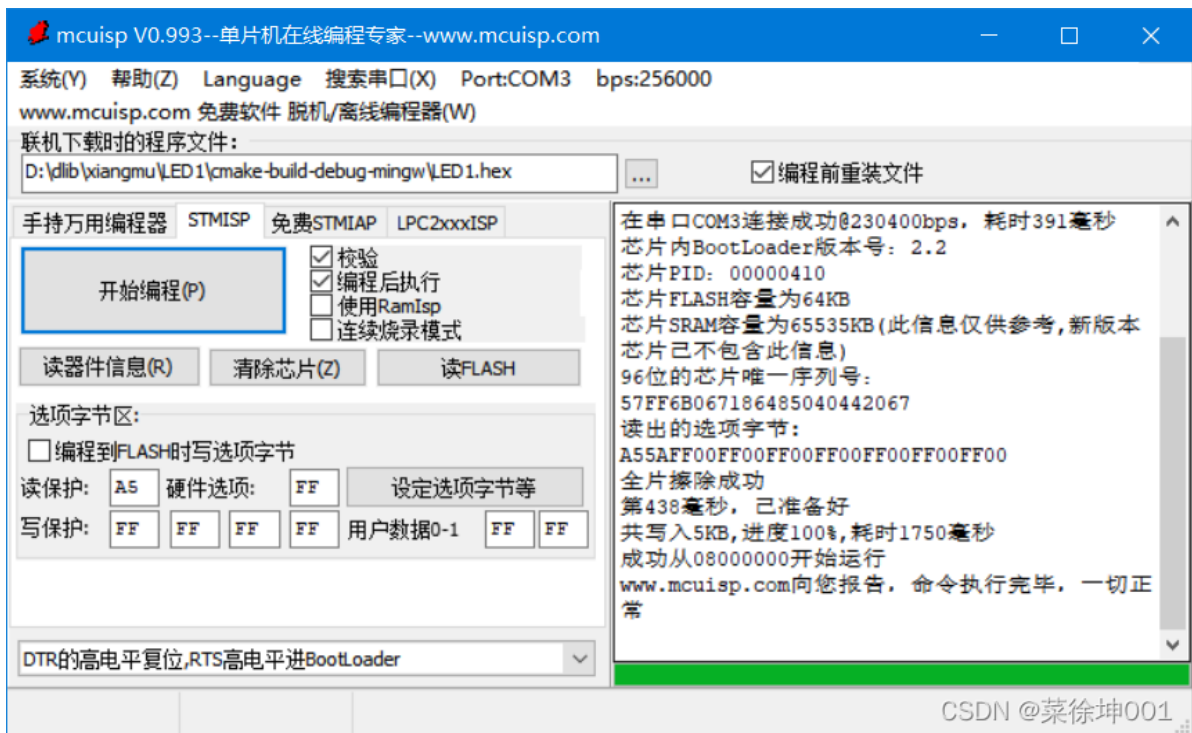 mcuisp V0.993--单片机在线编程专家--www.mcuisp.com
系统(Y) 帮助(Z) Language 搜索串口(X) Port:COM3 bps:256000
www.mcuisp.com 免费软件 脱机/离线编程器(W)
联机下载时的程序文件:
D:\dlib\xiangmu\LED1\cmake-build-debug-mingw\LED1.hex ... 编程前重装文件
手持万用编程器 STMISP 免费STMIAP LPC2xxxISP
开始编程(P)
校验
编程后执行
使用RamIsp
连续烧录模式
读器件信息(R) 清除芯片(Z) 读FLASH
选项字节区:
编程到FLASH时写选项字节
读保护: A5 硬件选项: FF 设定选项字节等
写保护: FF FF FF FF 用户数据0-1 FF FF
DTR的高电平复位,RTS高电平进BootLoader
在串口COM3连接成功@230400bps, 耗时391毫秒
芯片内BootLoader版本号: 2.2
芯片PID: 00000410
芯片FLASH容量为64KB
芯片SRAM容量为65535KB(此信息仅供参考,新版本
芯片已不包含此信息)
96位的芯片唯一序列号:
57FF6B067186485040442067
读出的选项字节:
A55AFF00FF00FF00FF00FF00FF00FF00
全片擦除成功
第438毫秒, 已准备好
共写入5KB,进度100%,耗时1750毫秒
成功从08000000开始运行
www.mcuisp.com向您报告, 命令执行完毕, 一切正
常
CSDN @菜徐坤001